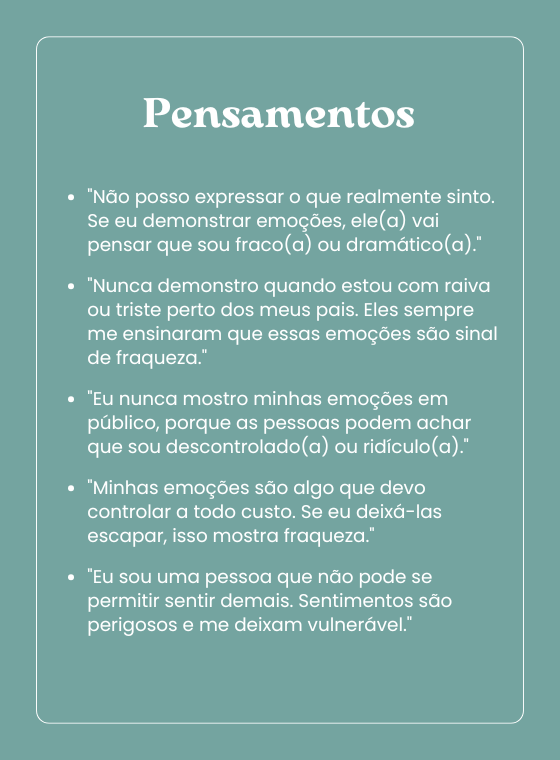 Pensamentos
• "Não posso expressar o que realmente sinto.
Se eu demonstrar emoções, ele(a) vai
pensar que sou fraco(a) ou dramático(a)."
• "Nunca demonstro quando estou com raiva
ou triste perto dos meus pais. Eles sempre
me ensinaram que essas emoções são sinal
de fraqueza."
• "Eu nunca mostro minhas emoções em
público, porque as pessoas podem achar
que sou descontrolado(a) ou ridículo(a)."
• "Minhas emoções são algo que devo
controlar a todo custo. Se eu deixá-las
escapar, isso mostra fraqueza."
• "Eu sou uma pessoa que não pode se
permitir sentir demais. Sentimentos são
perigosos e me deixam vulnerável."